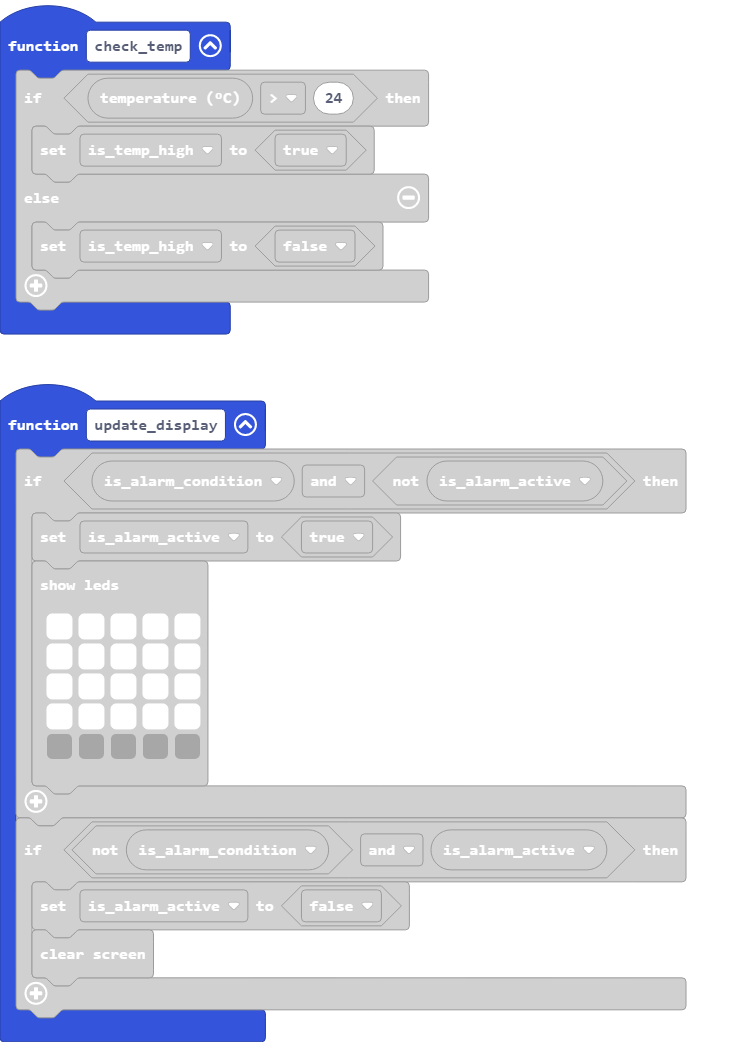 function check_temp
if temperature (ºC) > 24 then
set is_temp_high to true
else
set is_temp_high to false
function update_display
if is_alarm_condition and not is_alarm_active then
set is_alarm_active to true
show leds
if not is_alarm_condition and is_alarm_active then
set is_alarm_active to false
clear screen